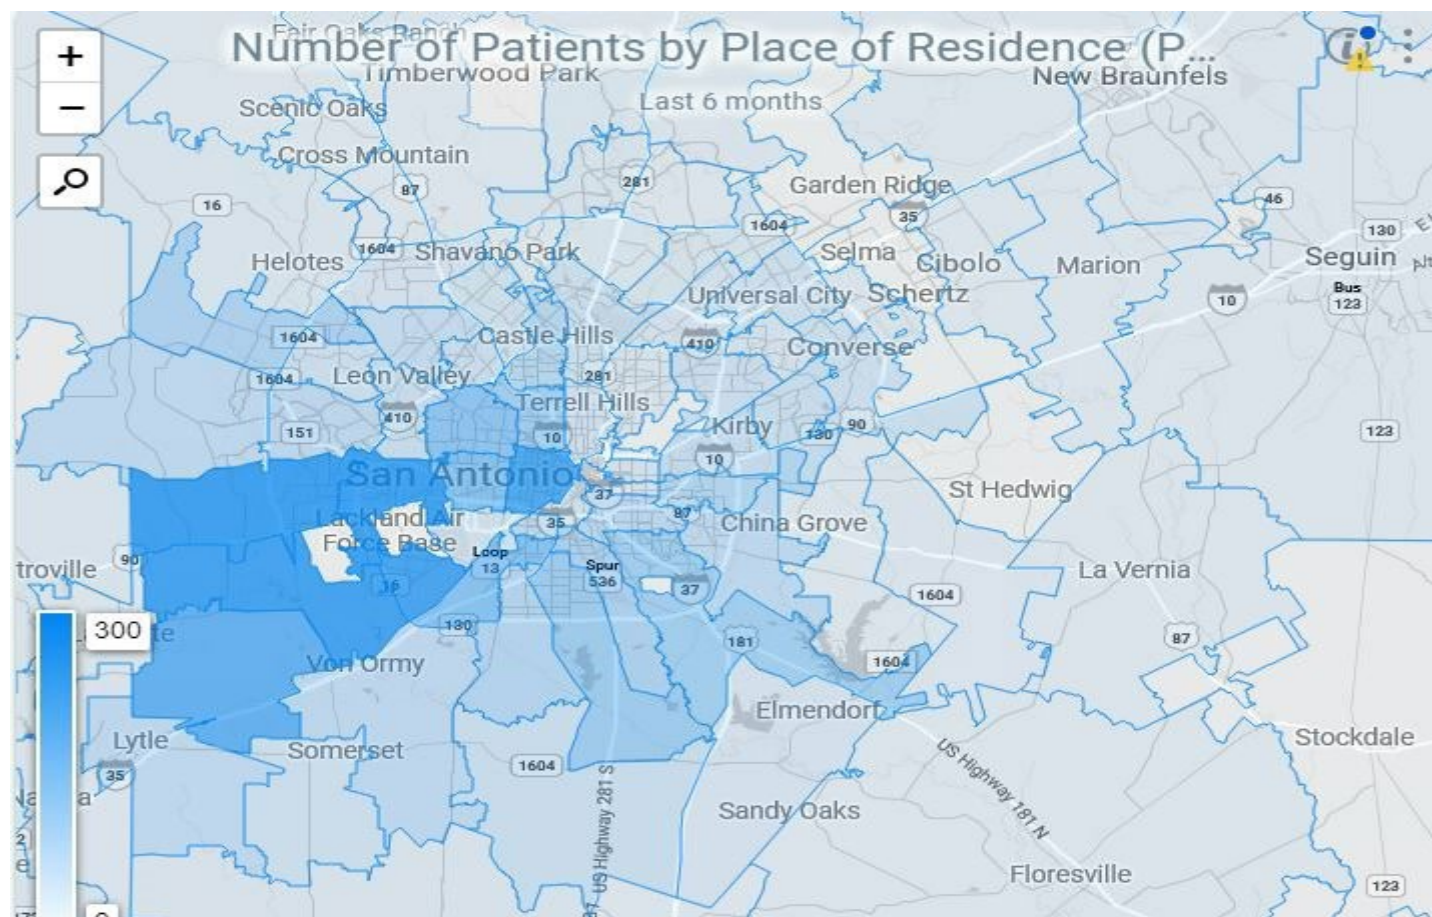 Fair Oaks Ranch
Number of Patients by Place of Residence (P...
Timberwood Park
New Braunfels
Last 6 months
Scenic Oaks
Cross Mountain
87
281
Garden Ridge
16
46
35
1604
130
1604
Shavano Park
Selma
Cibolo
Marion
Seguin
Helotes
Universal City
Schertz
10
Bus
123
1604
Castle Hills
410
Converse
1604
Leon Valley
281
Terrell Hills
410
Kirby
130
90
151
10
123
10
San Antonio
37
St Hedwig
Lackland Air
Force Base
35
87
China Grove
Loop
13
90
troville
Spur
536
La Vernia
16
37
1604
300
130
181
87
te
Von Ormy
1604
Elmendorf
Lytle
Somerset
Stockdale
35
1604
US Highway 281 S
US Highway 181 N
Sandy Oaks
a
2
e
Floresville
123